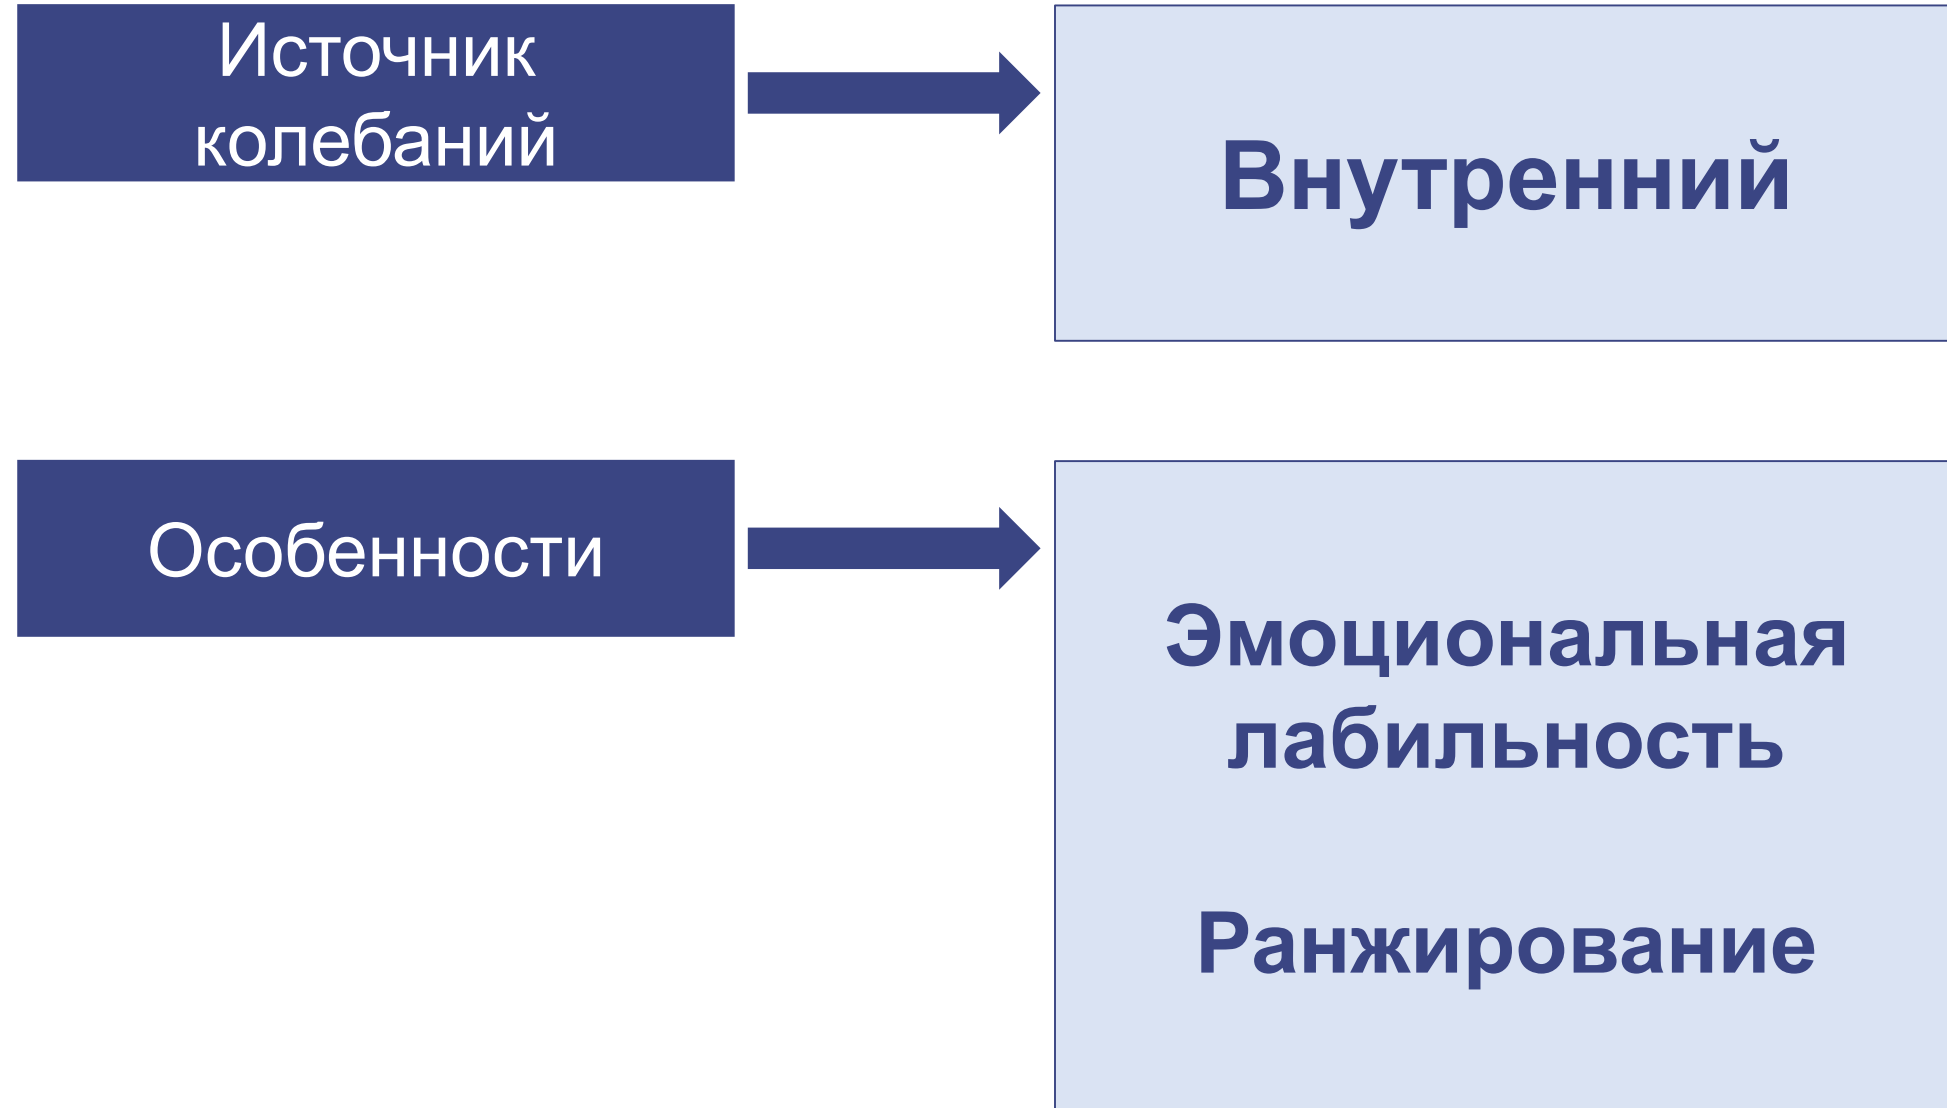 Источник
колебаний
Внутренний
Особенности
Эмоциональная
лабильность
Ранжирование